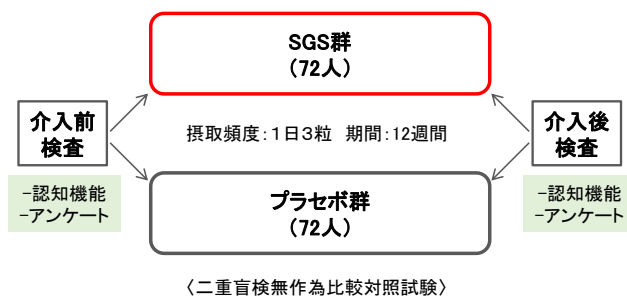 SGS群
(72人)
介入前
検査
摂取頻度:1日3粒 期間:12週間
介入後
検査
-認知機能
-アンケート
プラセボ群
(72人)
-認知機能
-アンケート
〈二重盲検無作為比較対照試験〉